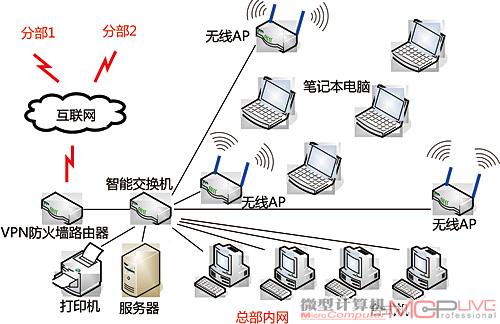 分部1
分部2
互联网
无线AP
笔记本电脑
智能交换机
VPN防火墙路由器
无线AP
无线AP
打印机
服务器
总部内网
微型计算机
MicroComputer
MCPLIVE
Professional